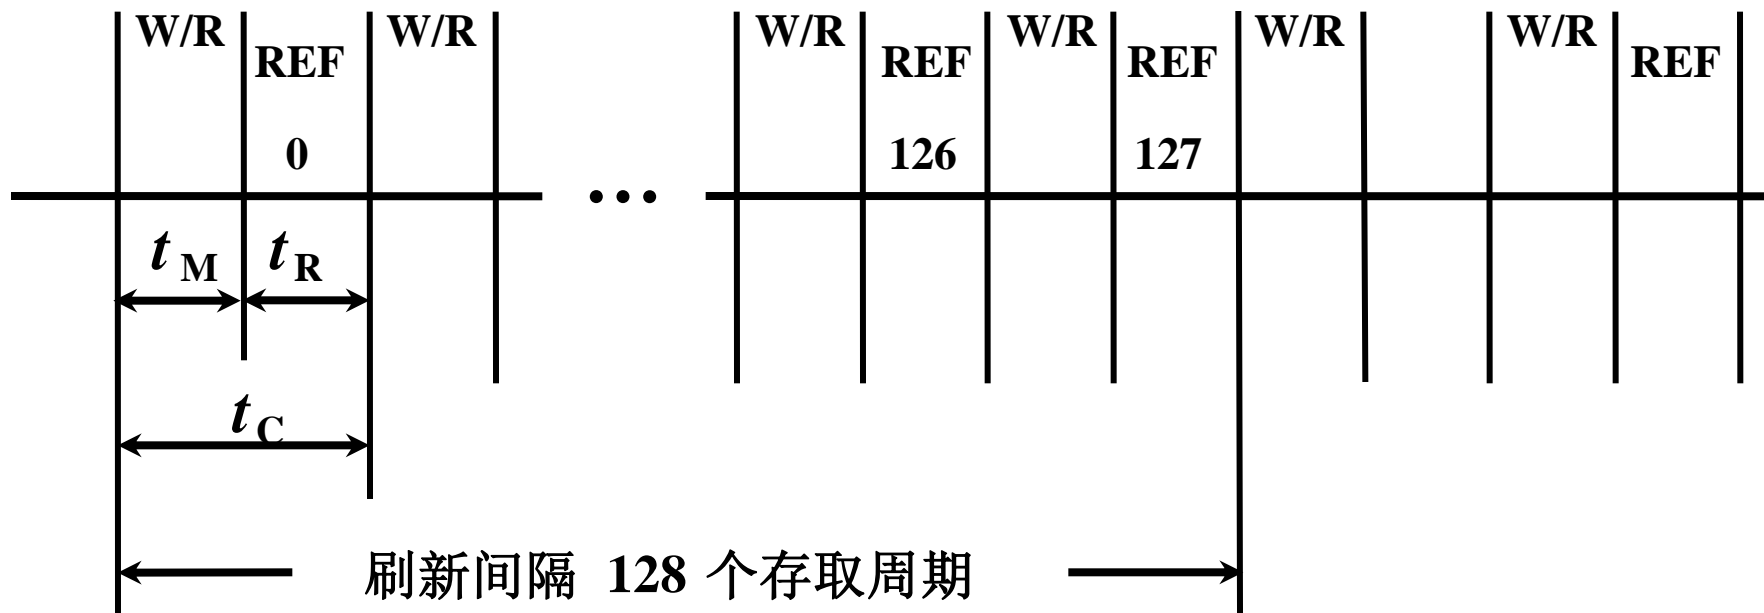 W/R W/R W/R W/R W/R W/R
REF REF REF REF
0 126 127
...
t M t R
t C
刷新间隔 128 个存取周期